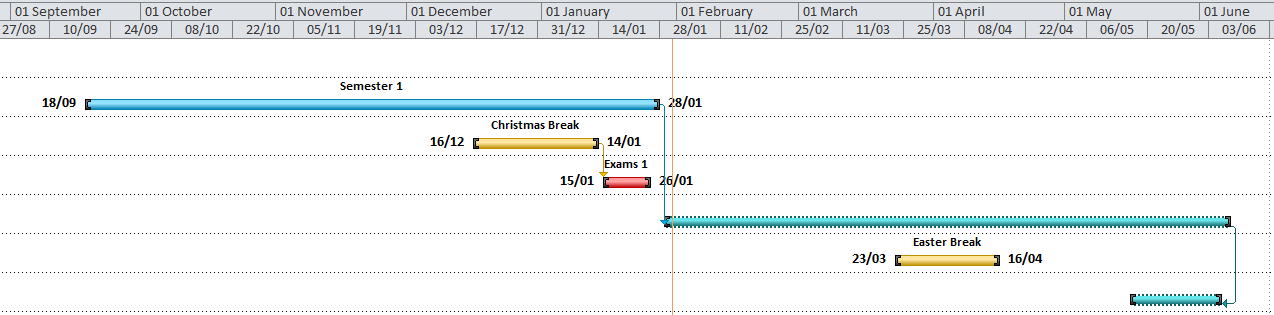 01 September 01 October 01 November 01 December 01 January 01 February 01 March 01 April 01 May 01 June
27/08 10/09 24/09 08/10 22/10 05/11 19/11 03/12 17/12 31/12 14/01 28/01 11/02 25/02 11/03 25/03 08/04 22/04 06/05 20/05 03/06
Semester 1
18/09 28/01
Christmas Break
16/12 14/01
Exams 1
15/01 26/01
Easter Break
23/03 16/04